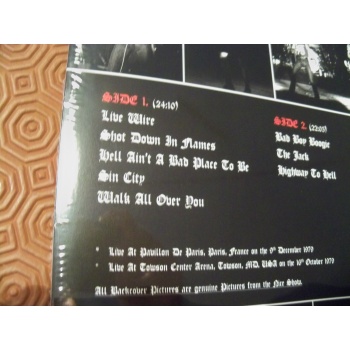 SIDE 1. (24:10)
Live Wire
Shot Down In Flames
Hell Ain't A Bad Place To Be
Sin City
Walk All Over You
SIDE 2. (22:03)
Bad Boy Boogie
The Jack
Highway To Hell
* Live At Pavillon De Paris, Paris, France on the 9th December 1979
* Live At Towson Center Arena, Towson, MD, USA on the 16th October 1979
All Backcover Pictures are genuine Pictures from the Nice Show.